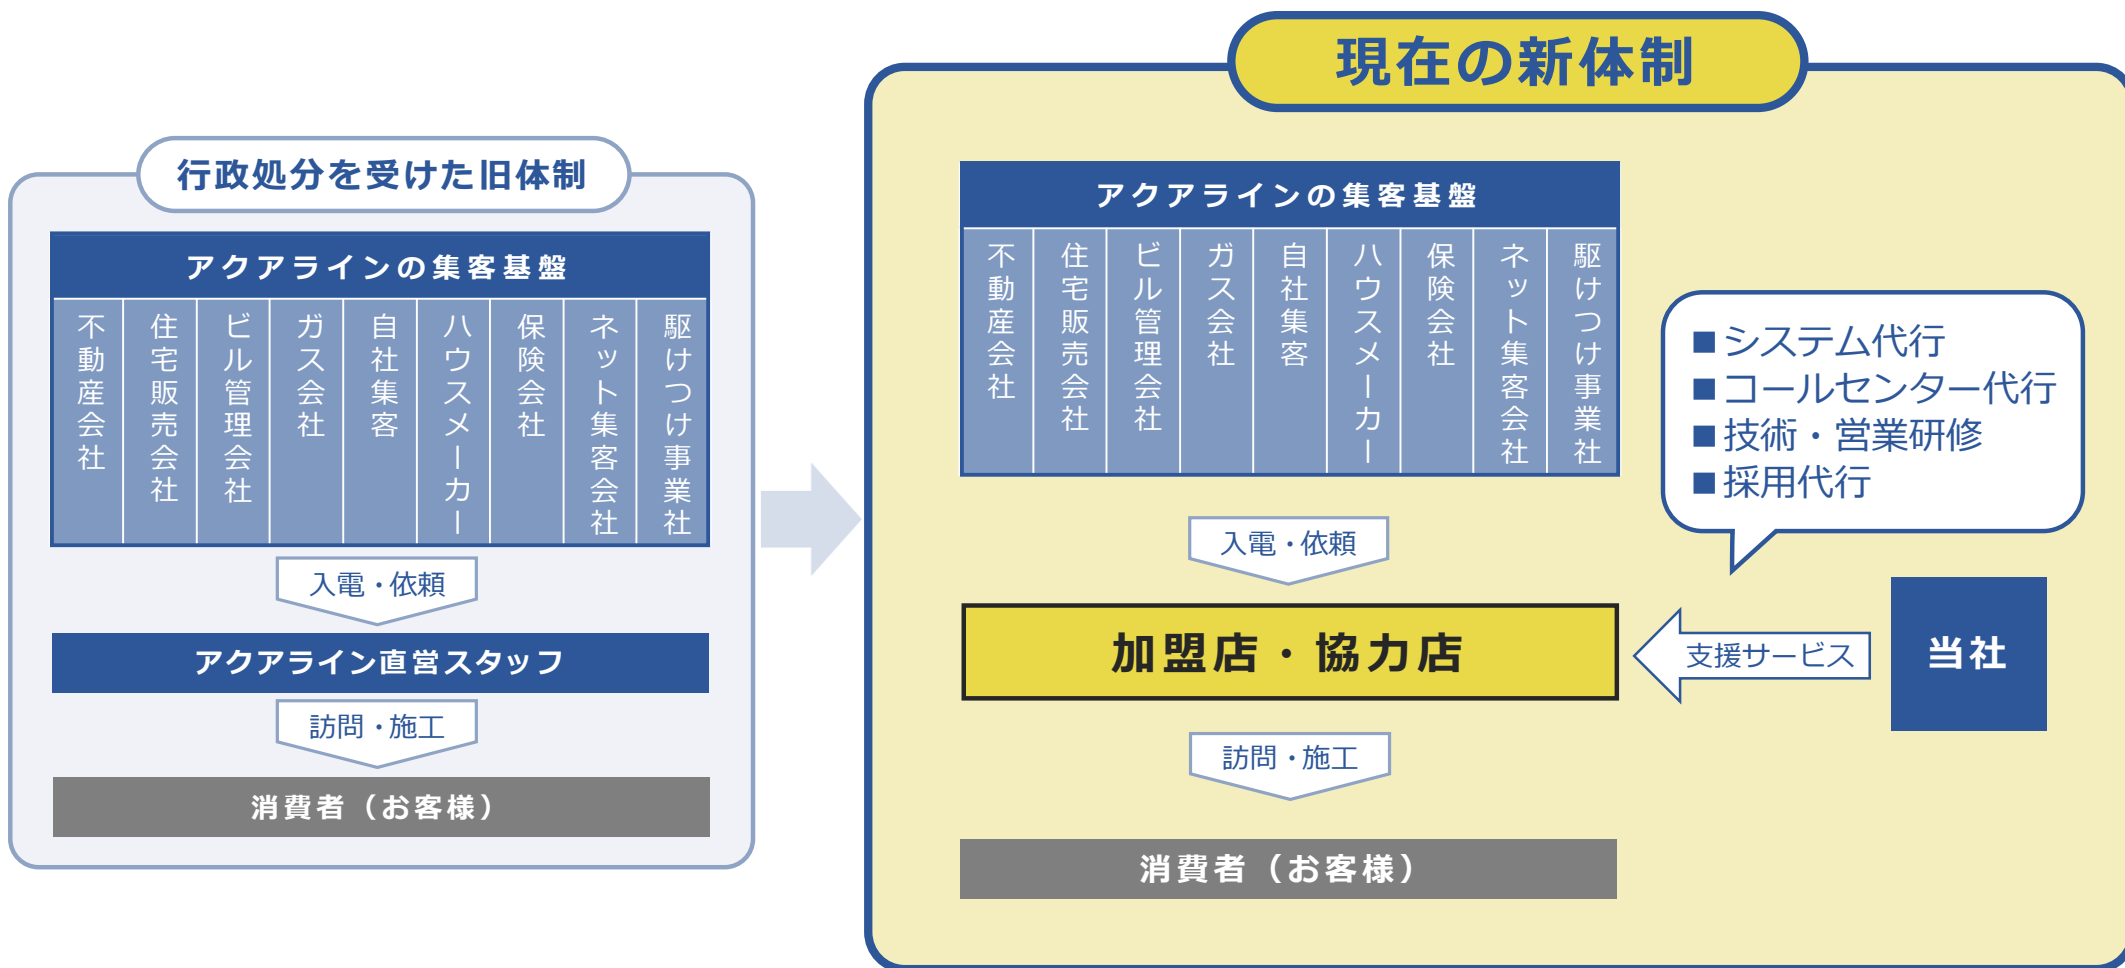 行政処分を受けた旧体制
アクアラインの集客基盤
不動産会社
住宅販売会社
ビル管理会社
ガス会社
自社集客
ハウスメーカー
保険会社
ネット集客会社
駆けつけ事業社
入電・依頼
アクアライン直営スタッフ
訪問・施工
消費者（お客様）
現在の新体制
アクアラインの集客基盤
不動産会社
住宅販売会社
ビル管理会社
ガス会社
自社集客
ハウスメーカー
保険会社
ネット集客会社
駆けつけ事業社
■システム代行
■コールセンター代行
■技術・営業研修
■採用代行
入電・依頼
加盟店・協力店
支援サービス
当社
訪問・施工
消費者（お客様）